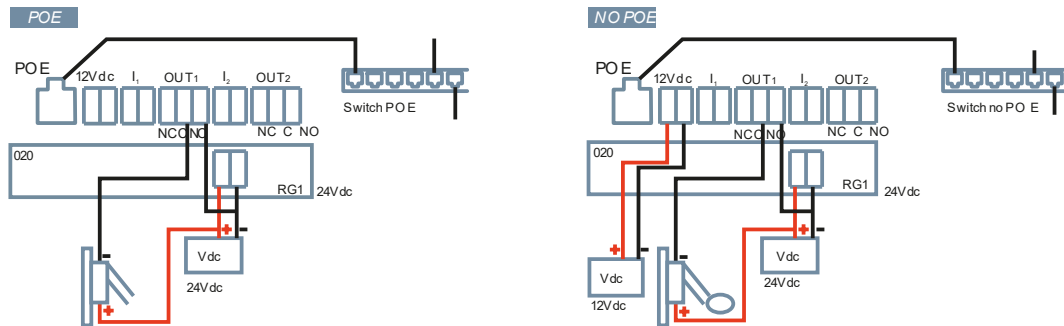 POE
POE
12Vdc I1 OUT1 I2 OUT2
Switch POE
NC C NO NC C NO
020
RG1 24Vdc
+ -
-
Vdc
24Vdc
+
NO POE
POE
12Vdc I1 OUT1 I2 OUT2
Switch no POE
NC C NO NC C NO
020
RG1 24Vdc
+ -
+ - -
Vdc
Vdc
24Vdc
12Vdc
+